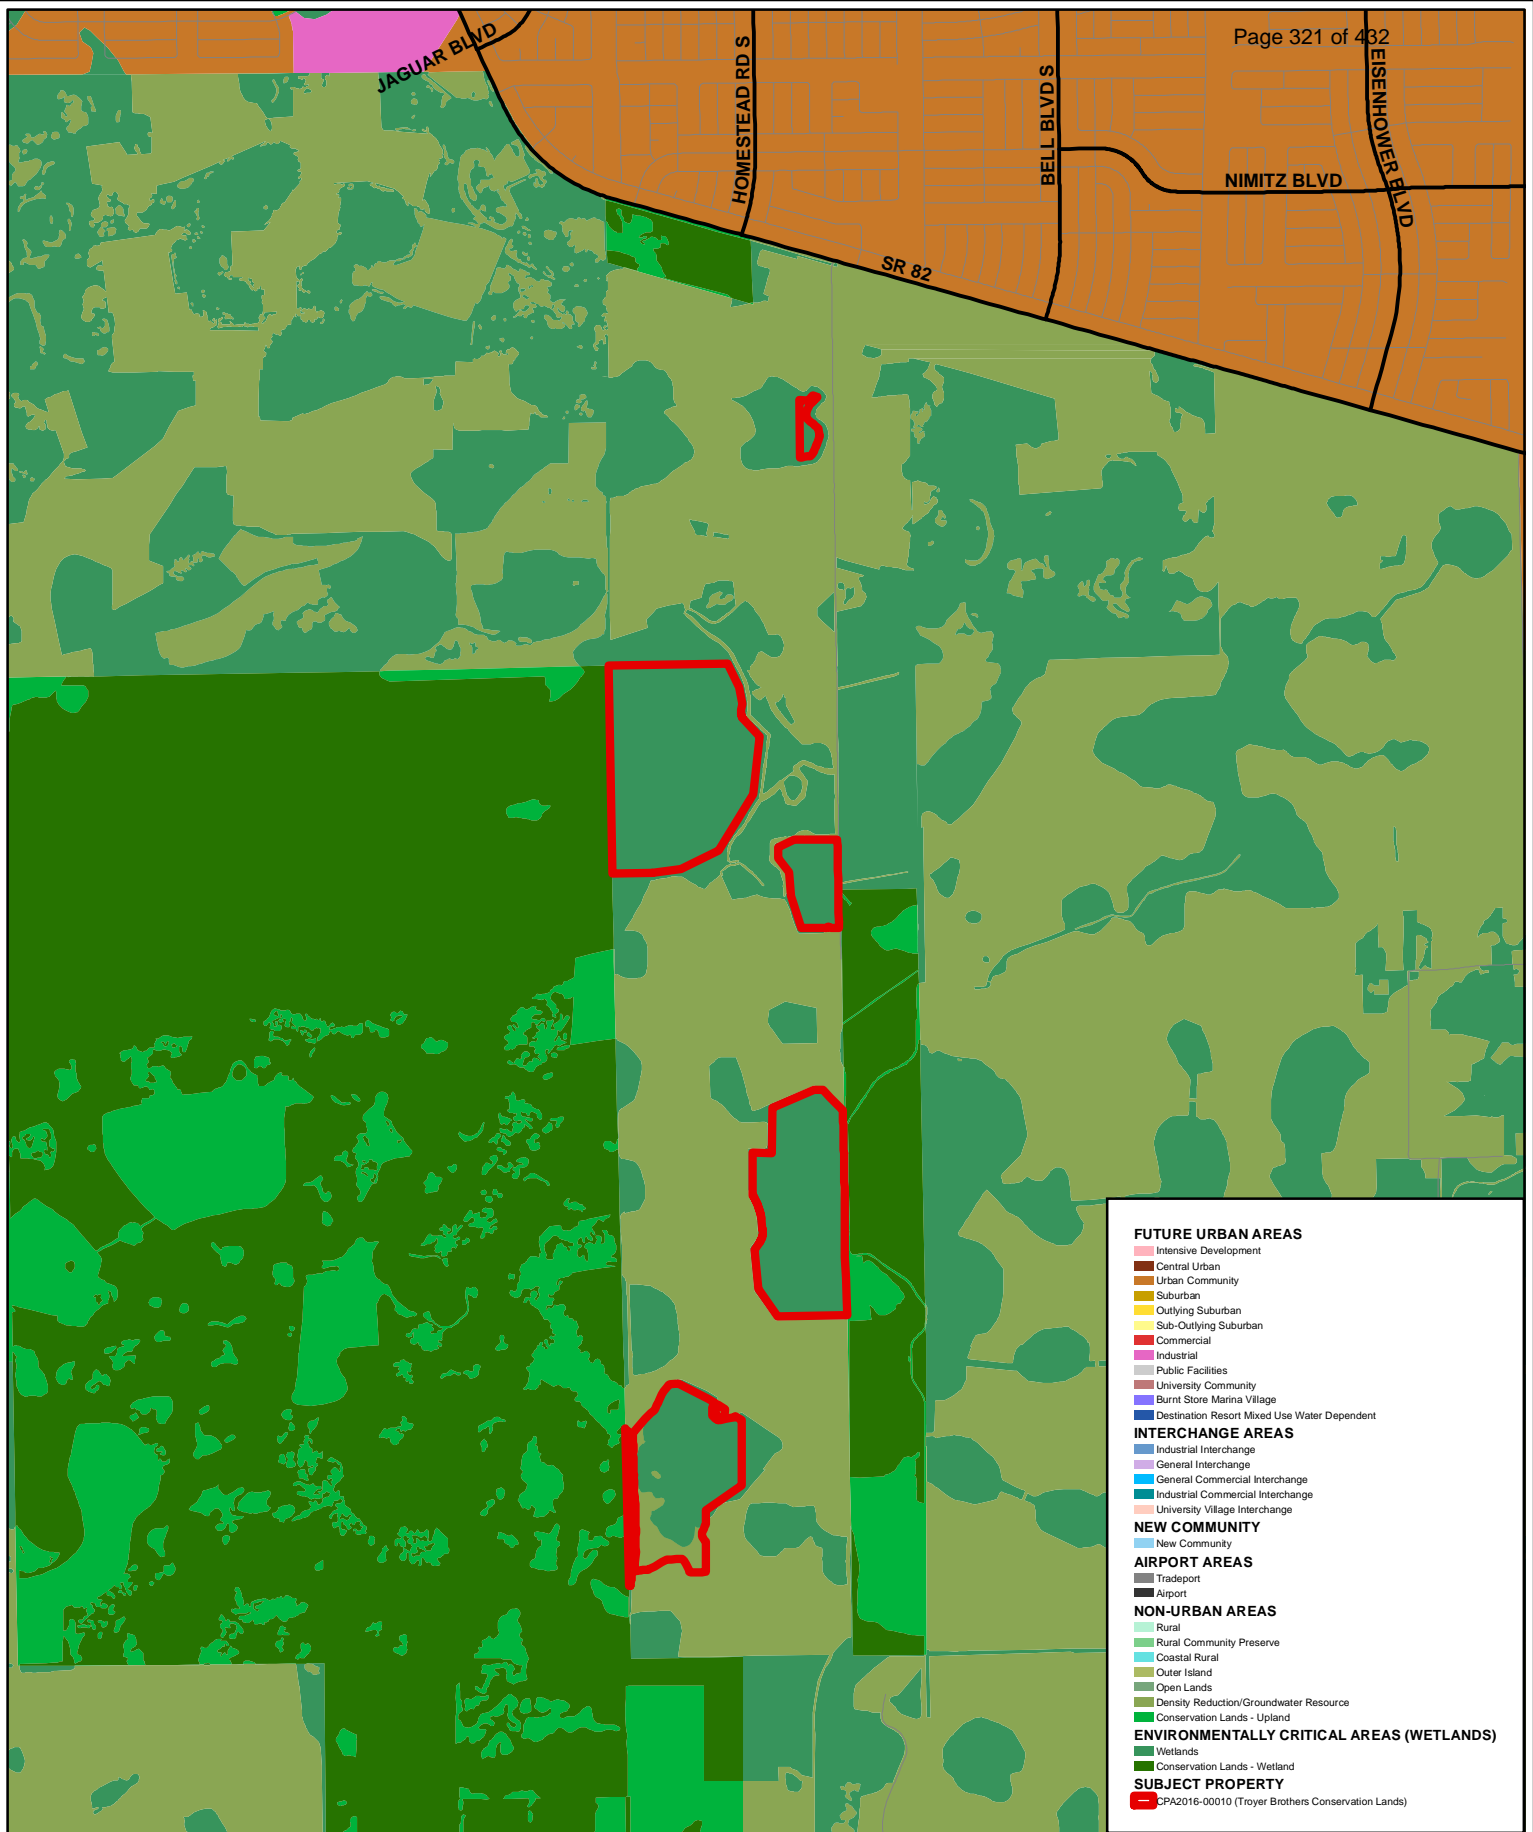 Page 321 of 432
JAGUAR BLVD
HOMESTEAD RD S
BELL BLVD S
EISENHOWER BLVD
NIMITZ BLVD
SR 82
FUTURE URBAN AREAS
Intensive Development
Central Urban
Urban Community
Suburban
Outlying Suburban
Sub-Outlying Suburban
Commercial
Industrial
Public Facilities
University Community
Burnt Store Marina Village
Destination Resort Mixed Use Water Dependent
INTERCHANGE AREAS
Industrial Interchange
General Interchange
General Commercial Interchange
Industrial Commercial Interchange
University Village Interchange
NEW COMMUNITY
New Community
AIRPORT AREAS
Tradeport
Airport
NON-URBAN AREAS
Rural
Rural Community Preserve
Coastal Rural
Outer Island
Open Lands
Density Reduction/Groundwater Resource
Conservation Lands - Upland
ENVIRONMENTALLY CRITICAL AREAS (WETLANDS)
Wetlands
Conservation Lands - Wetland
SUBJECT PROPERTY
CPA2016-00010 (Troyer Brothers Conservation Lands)